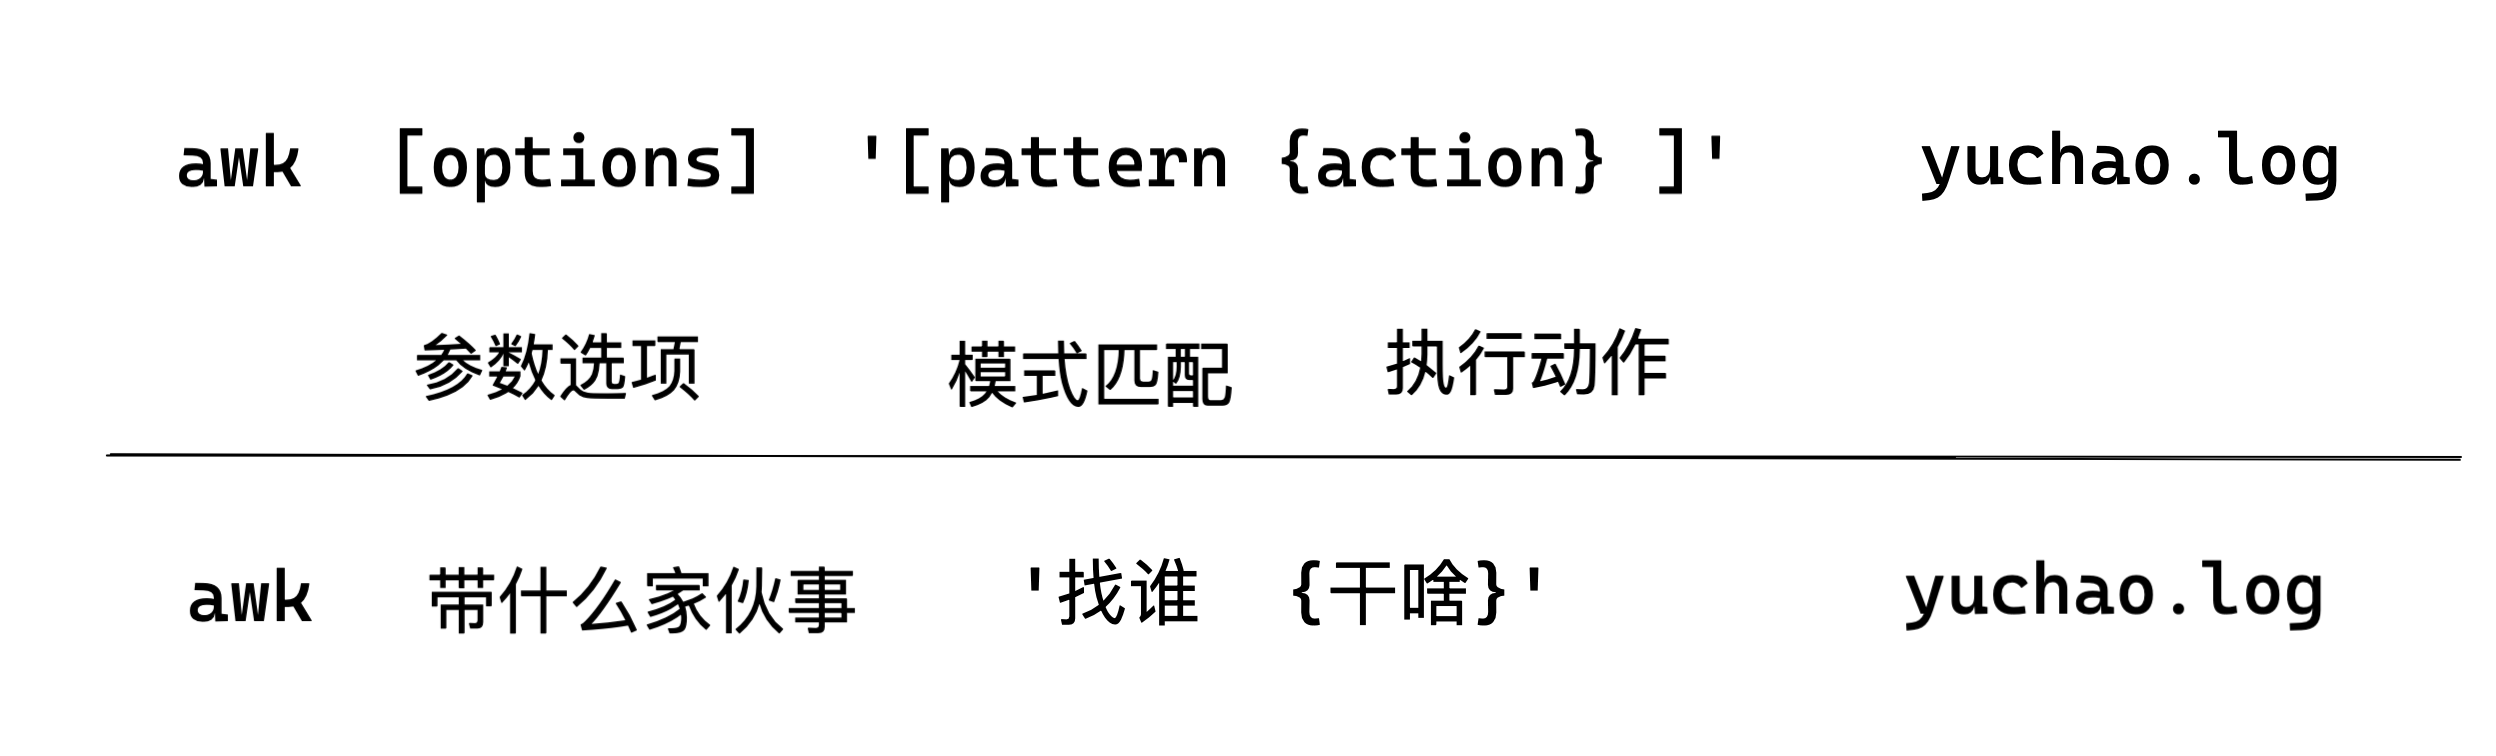 awk [options] '[pattern {action} ]' yuchao.log
参数选项 模式匹配 执行动作
awk 带什么家伙事 '找谁 {干啥}' yuchao.log